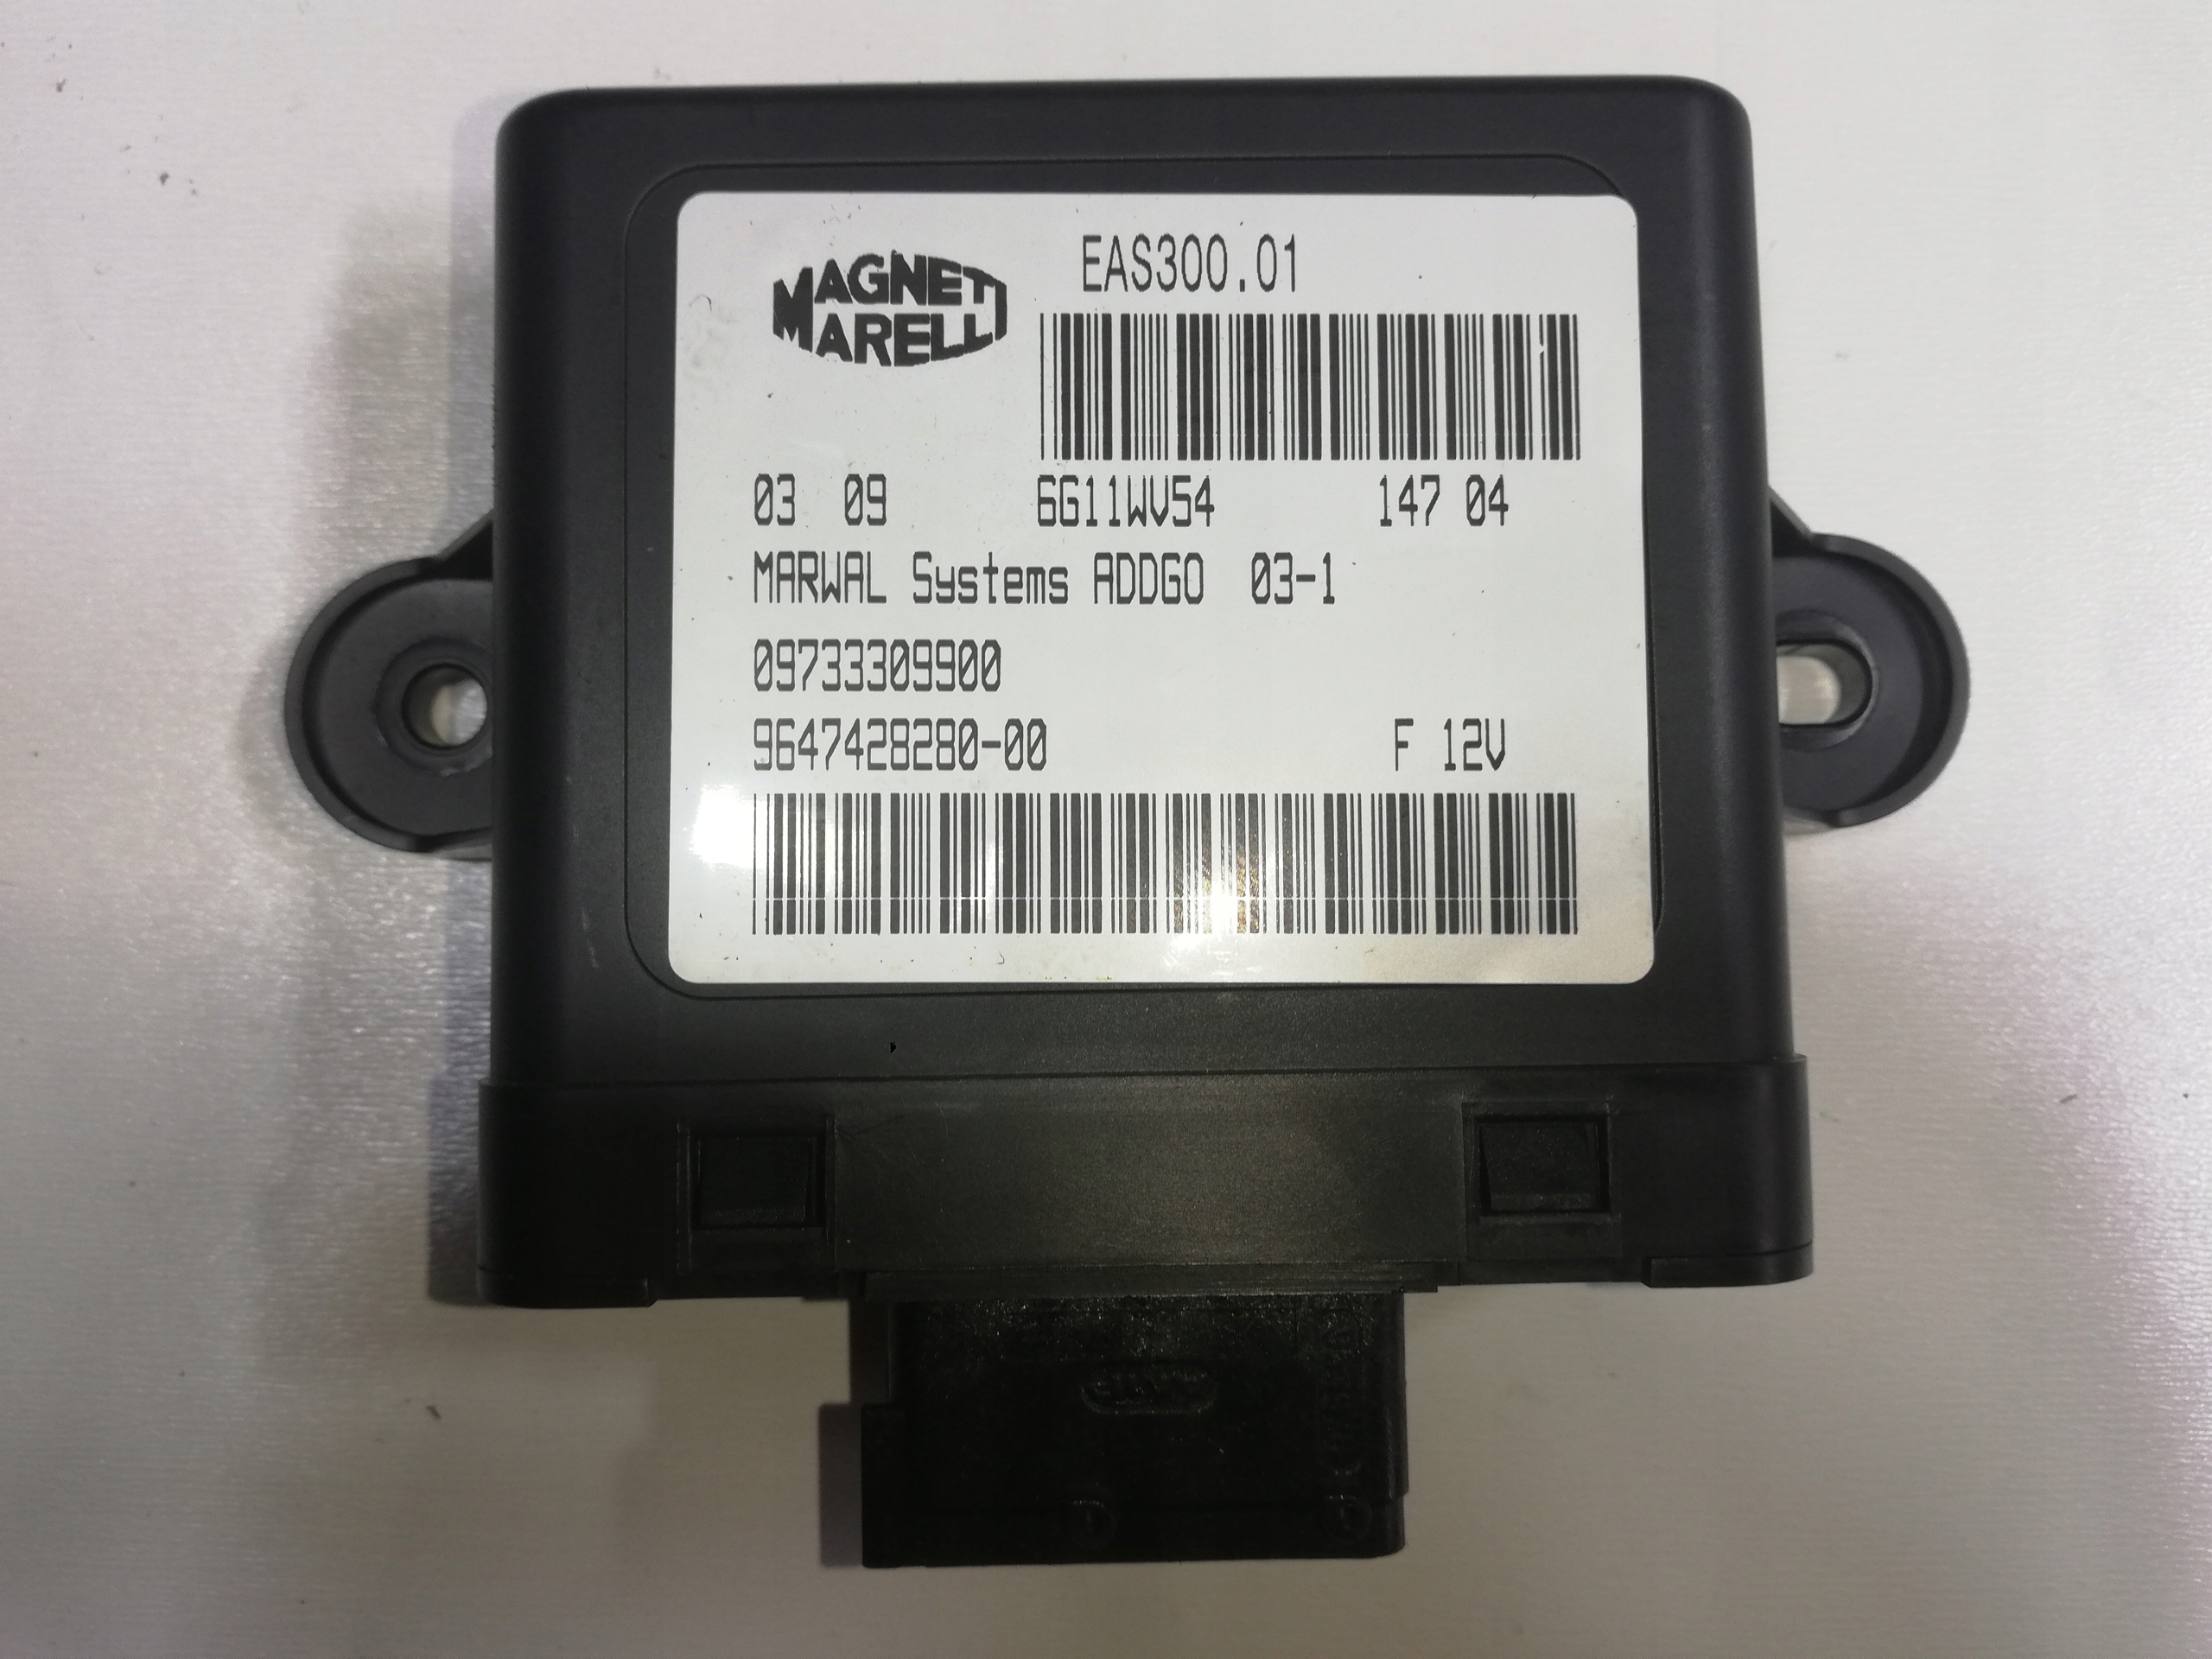 MAGNETI
MARELLI
EAS300.01
03 09 6G11WV54 147 04
MARWAL Systems ADDGO 03-1
09733309900
9647428280-00 F 12V